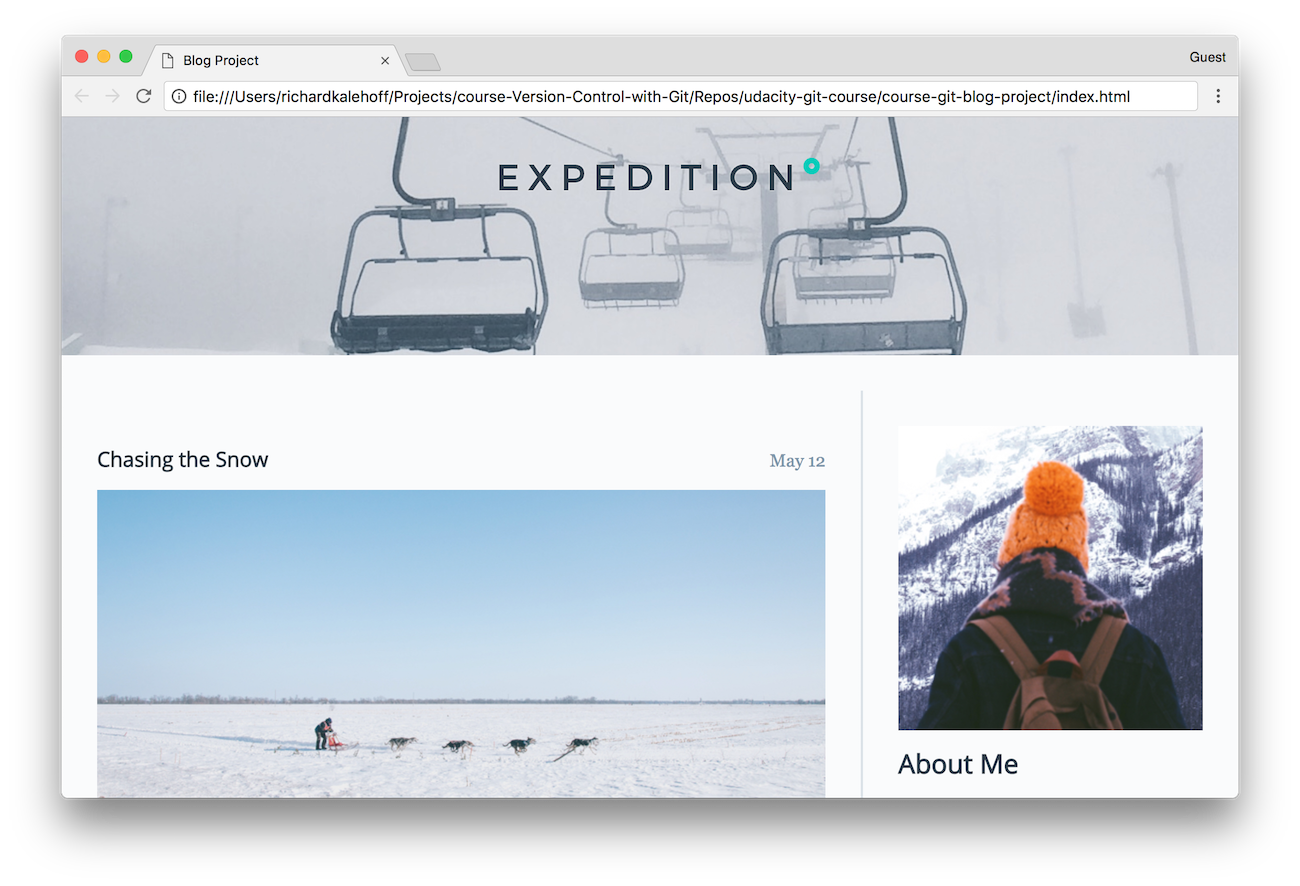 Blog Project
Guest
file:///Users/richardkalehoff/Projects/course-Version-Control-with-Git/Repos/udacity-git-course/course-git-blog-project/index.html
EXPEDITION
Chasing the Snow
May 12
About Me